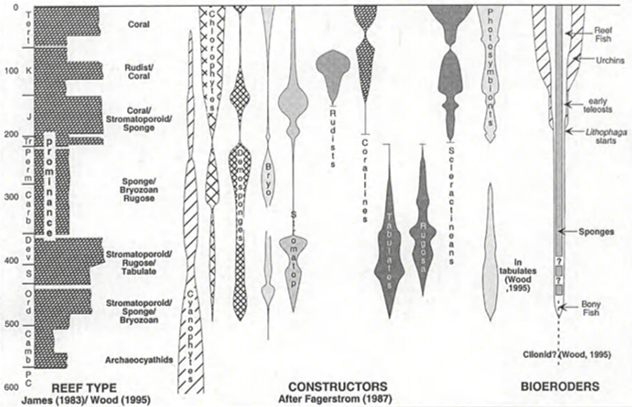 0
100
200
300
400
500
600
Tert
K
J
Tr
Perm
Carb
Dev
S
Ord
Camb
PC
prominance
Coral
Rudist/
Coral
Coral/
Stromatoporoid/
Sponge
Sponge/
Bryozoan
Rugose
Stromatoporoid/
Rugose/
Tabulate
Stromatoporoid/
Sponge/
Bryozoan
Archaeocyathids
Cyanophytes
Chlorophytes
Demosponges
Bryo
Stomatop
Rudists
Corallines
Tabulates
Rugosa
Scleractineans
Photosymbionts
in
tabulates
(Wood
,1995)
Reef
Fish
Urchins
early
teleosts
Lithophaga
starts
Sponges
?
?
Bony
Fish
Clionid? (Wood, 1995)
REEF TYPE
James (1983)/ Wood (1995)
CONSTRUCTORS
After Fagerstrom (1987)
BIOERODERS